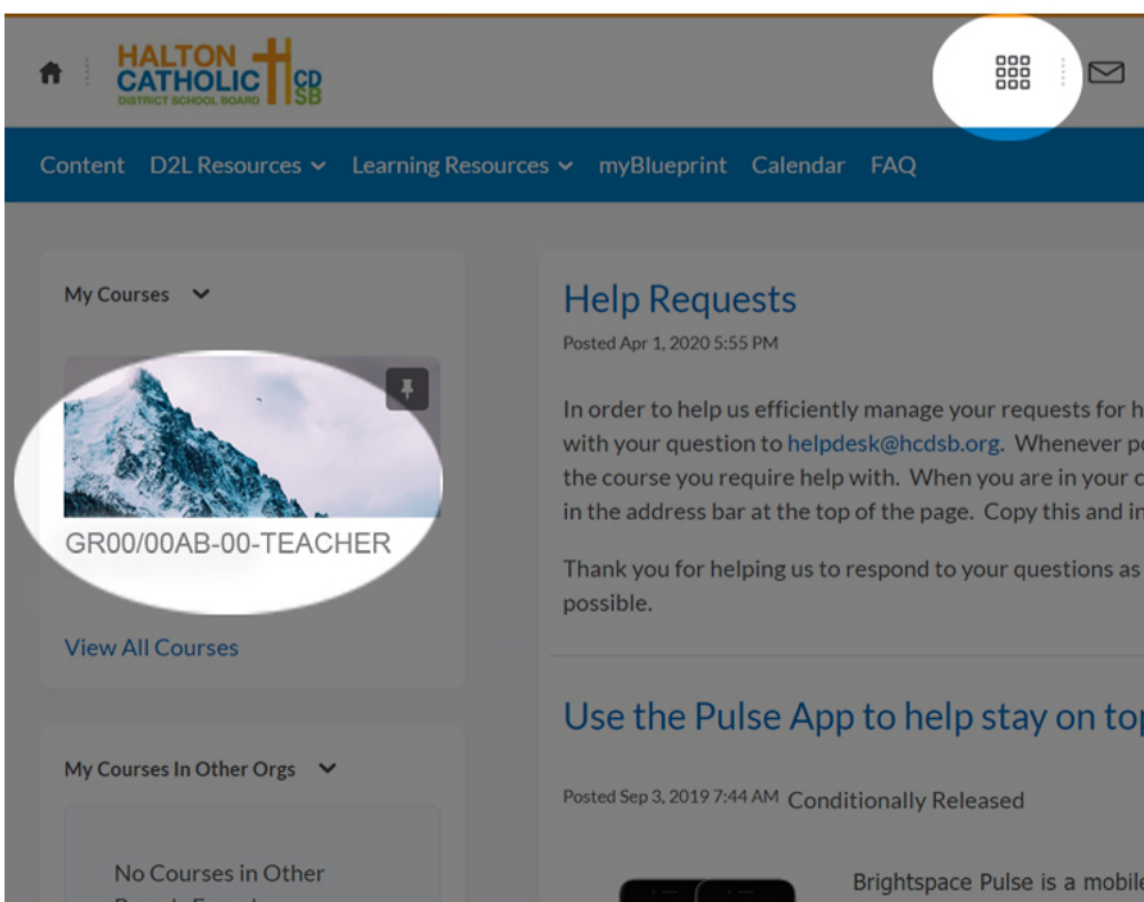 HALTON
CATHOLIC CD
DISTRICT SCHOOL BOARD SB
Content D2L Resources Learning Resources myBlueprint Calendar FAQ
My Courses
GR00/00AB-00-TEACHER
View All Courses
My Courses In Other Orgs
No Courses in Other
Help Requests
Posted Apr 1, 2020 5:55 PM
In order to help us efficiently manage your requests for h
with your question to helpdesk@hcdsb.org. Whenever p
the course you require help with. When you are in your c
in the address bar at the top of the page. Copy this and in
Thank you for helping us to respond to your questions as
possible.
Use the Pulse App to help stay on to
Posted Sep 3, 2019 7:44 AM Conditionally Released
Brightspace Pulse is a mobile